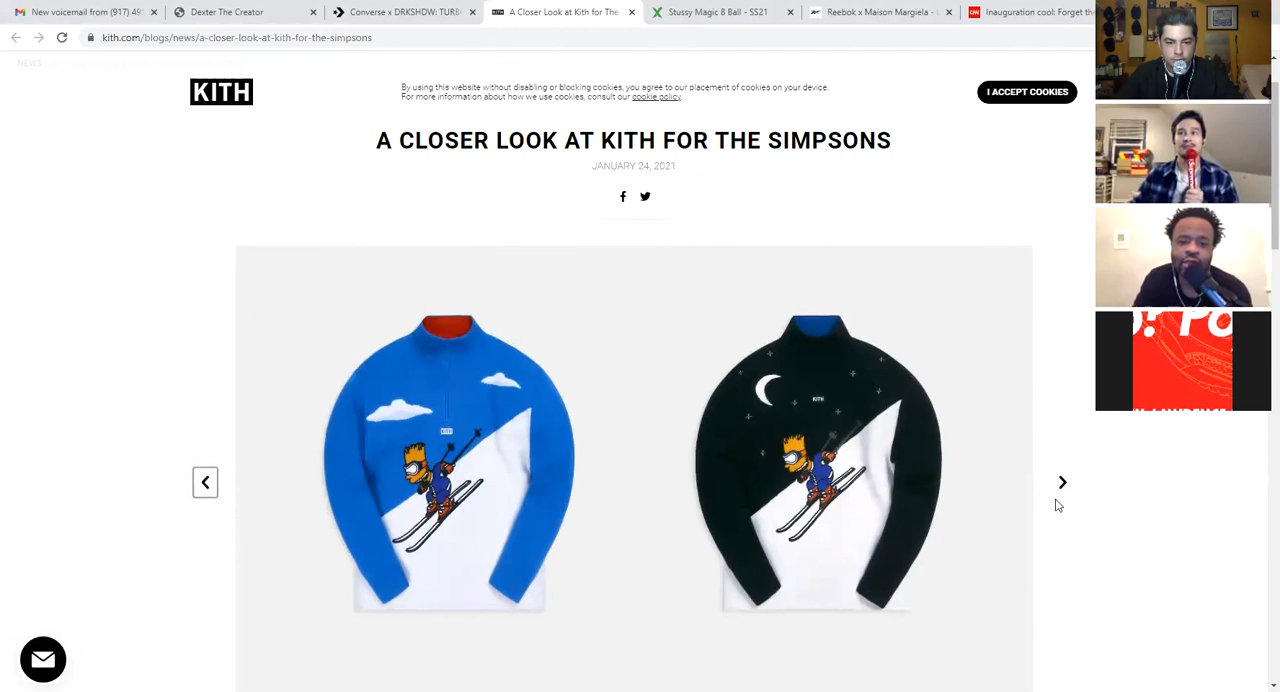 New voicemail from (917) 49
Dexter The Creator
Converse x DRKSHDW: TURB
A Closer Look at Kith for The
Stussy Magic 8 Ball - SS21
Reebok x Maison Margiela -
CNN
Inauguration cool: Forget th
kith.com/blogs/news/a-closer-look-at-kith-for-the-simpsons
NEWS
KITH
By using this website without disabling or blocking cookies, you agree to our placement of cookies on your device.
For more information about how we use cookies, consult our cookie policy.
I ACCEPT COOKIES
A CLOSER LOOK AT KITH FOR THE SIMPSONS
JANUARY 24, 2021
KITH
KITH
LAWRENCE